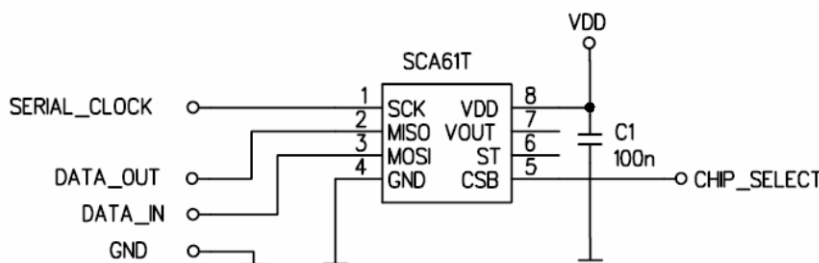 VDD
SCA61T
SERIAL_CLOCK 1 SCK VDD 8
2 MISO VOUT 7
3 MOSI ST 6
4 GND CSB 5
C1
100n
DATA_OUT
CHIP_SELECT
DATA_IN
GND